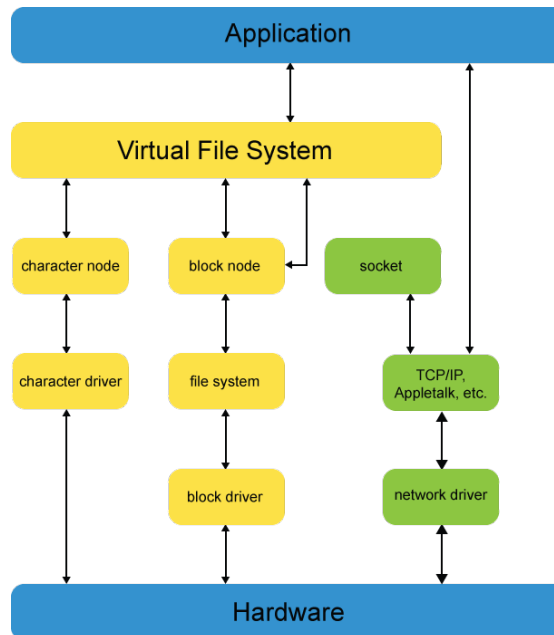 Application
Virtual File System
character node
block node
socket
character driver
file system
TCP/IP,
Appletalk, etc.
block driver
network driver
Hardware